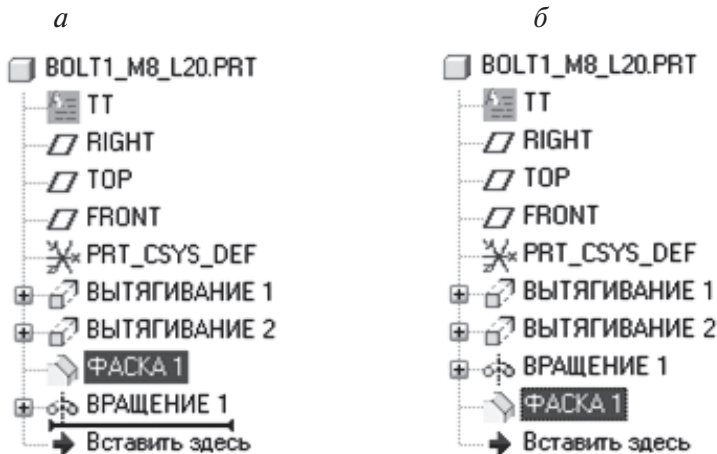 а
BOLT1_M8_L20.PRT
TT
RIGHT
TOP
FRONT
PRT_CSYS_DEF
ВЫТЯГИВАНИЕ 1
ВЫТЯГИВАНИЕ 2
ФАСКА 1
ВРАЩЕНИЕ 1
Вставить здесь
б
BOLT1_M8_L20.PRT
TT
RIGHT
TOP
FRONT
PRT_CSYS_DEF
ВЫТЯГИВАНИЕ 1
ВЫТЯГИВАНИЕ 2
ВРАЩЕНИЕ 1
ФАСКА 1
Вставить здесь